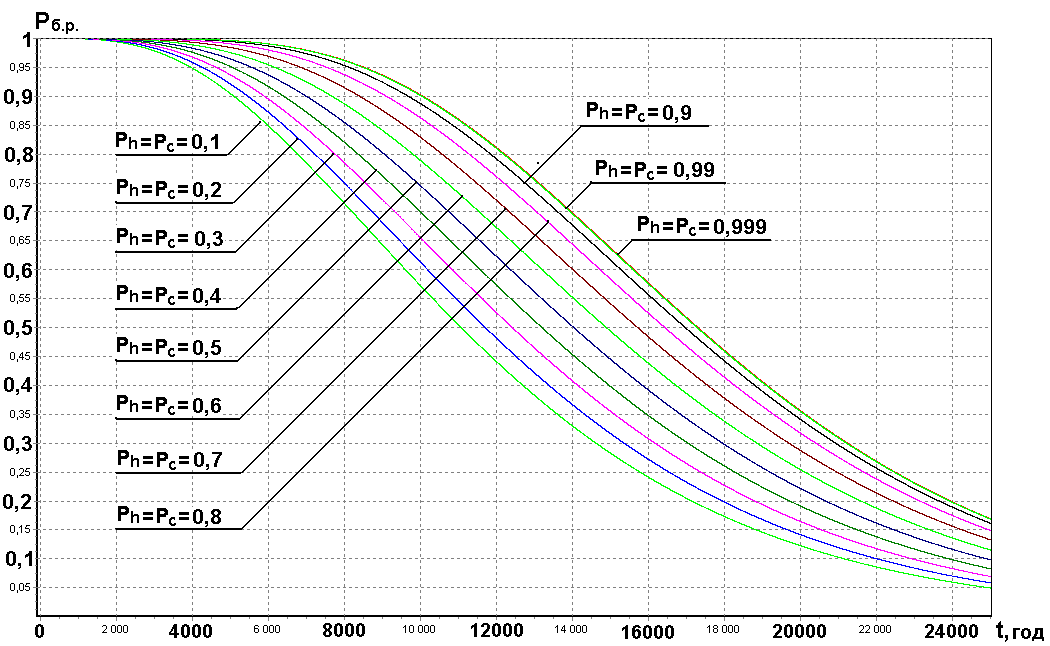 Pб.р.
1
0,95
0,9
0,85
0,8
0,75
0,7
0,65
0,6
0,55
0,5
0,45
0,4
0,35
0,3
0,25
0,2
0,15
0,1
0,05
Ph=Pc=0,1
Ph=Pc=0,2
Ph=Pc=0,3
Ph=Pc=0,4
Ph=Pc=0,5
Ph=Pc=0,6
Ph=Pc=0,7
Ph=Pc=0,8
Ph=Pc=0,9
Ph=Pc=0,99
Ph=Pc=0,999
0 2 000 4000 6 000 8000 10 000 12000 14 000 16000 18 000 20000 22 000 24000 t, год